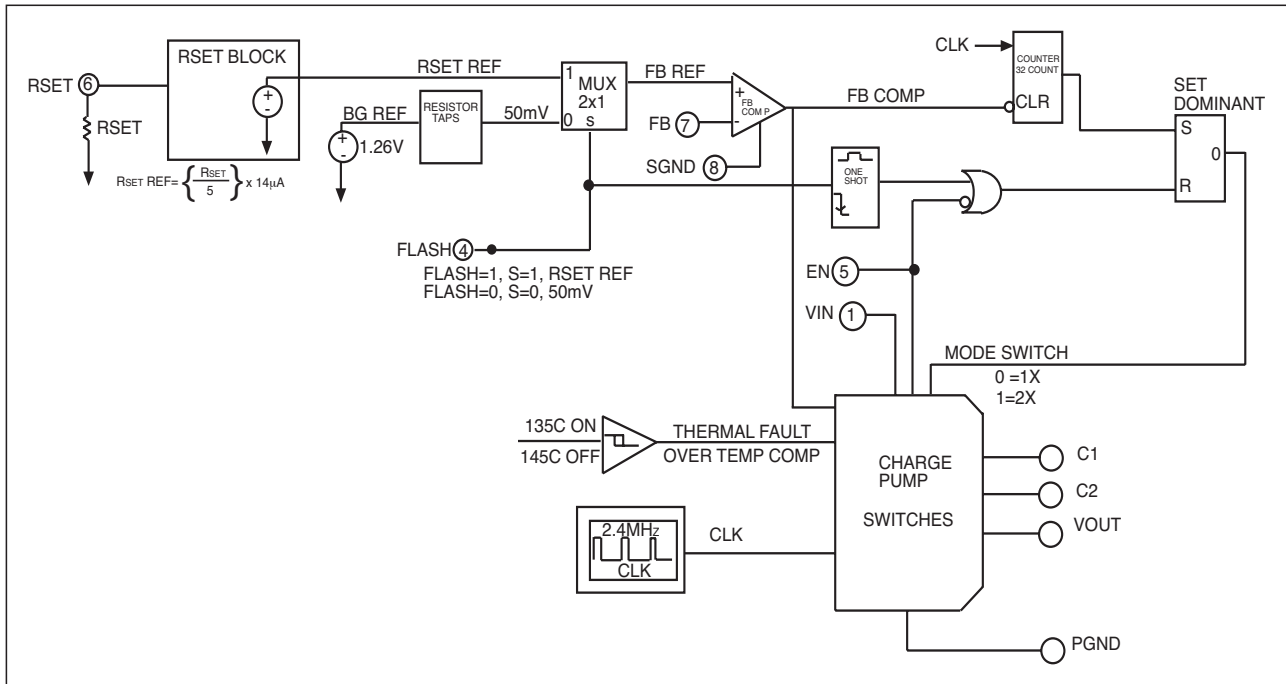 RSET 6
RSET
RSET BLOCK
+
-
RSET REF= { RSET / 5 } x 14µA
RSET REF
BG REF
+
-
1.26V
RESISTOR
TAPS
50mV
1
0
MUX
2x1
s
FB REF
+
-
FB
COM P
FB 7
SGND 8
FB COMP
CLK
COUNTER
32 COUNT
CLR
SET
DOMINANT
S
0
R
ONE
SHOT
FLASH 4
FLASH=1, S=1, RSET REF
FLASH=0, S=0, 50mV
EN 5
VIN 1
MODE SWITCH
0 =1X
1=2X
135C ON
145C OFF
THERMAL FAULT
OVER TEMP COMP
CHARGE
PUMP
SWITCHES
C1
C2
VOUT
2.4MHz
CLK
CLK
PGND